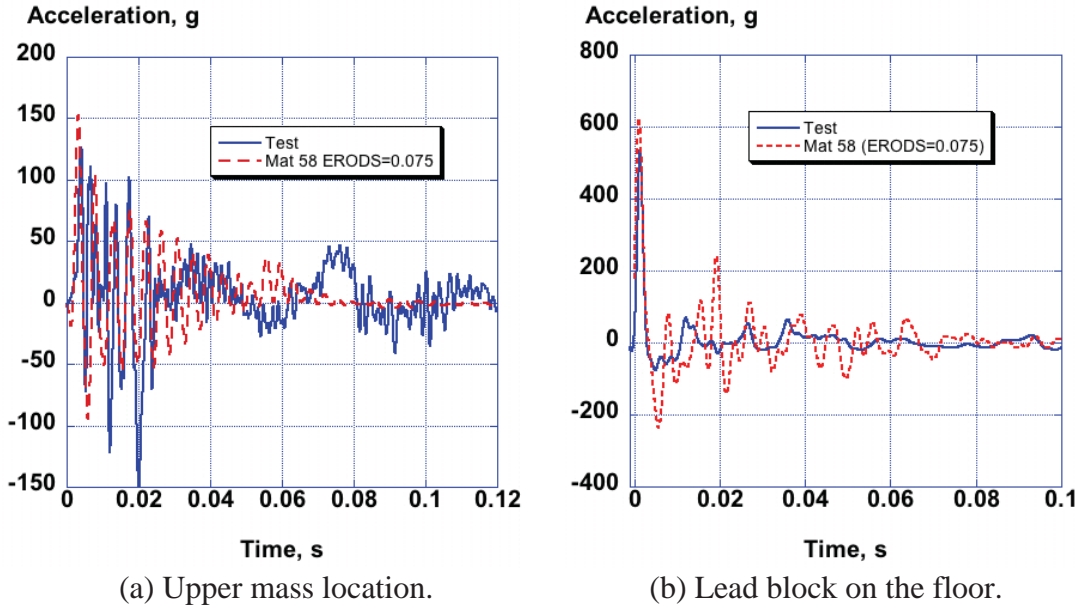 Acceleration, g
200
150
100
50
0
-50
-100
-150
0 0.02 0.04 0.06 0.08 0.1 0.12
Time, s
Test
Mat 58 ERODS=0.075
(a) Upper mass location.
Acceleration, g
800
600
400
200
0
-200
-400
0 0.02 0.04 0.06 0.08 0.1
Time, s
Test
Mat 58 (ERODS=0.075)
(b) Lead block on the floor.